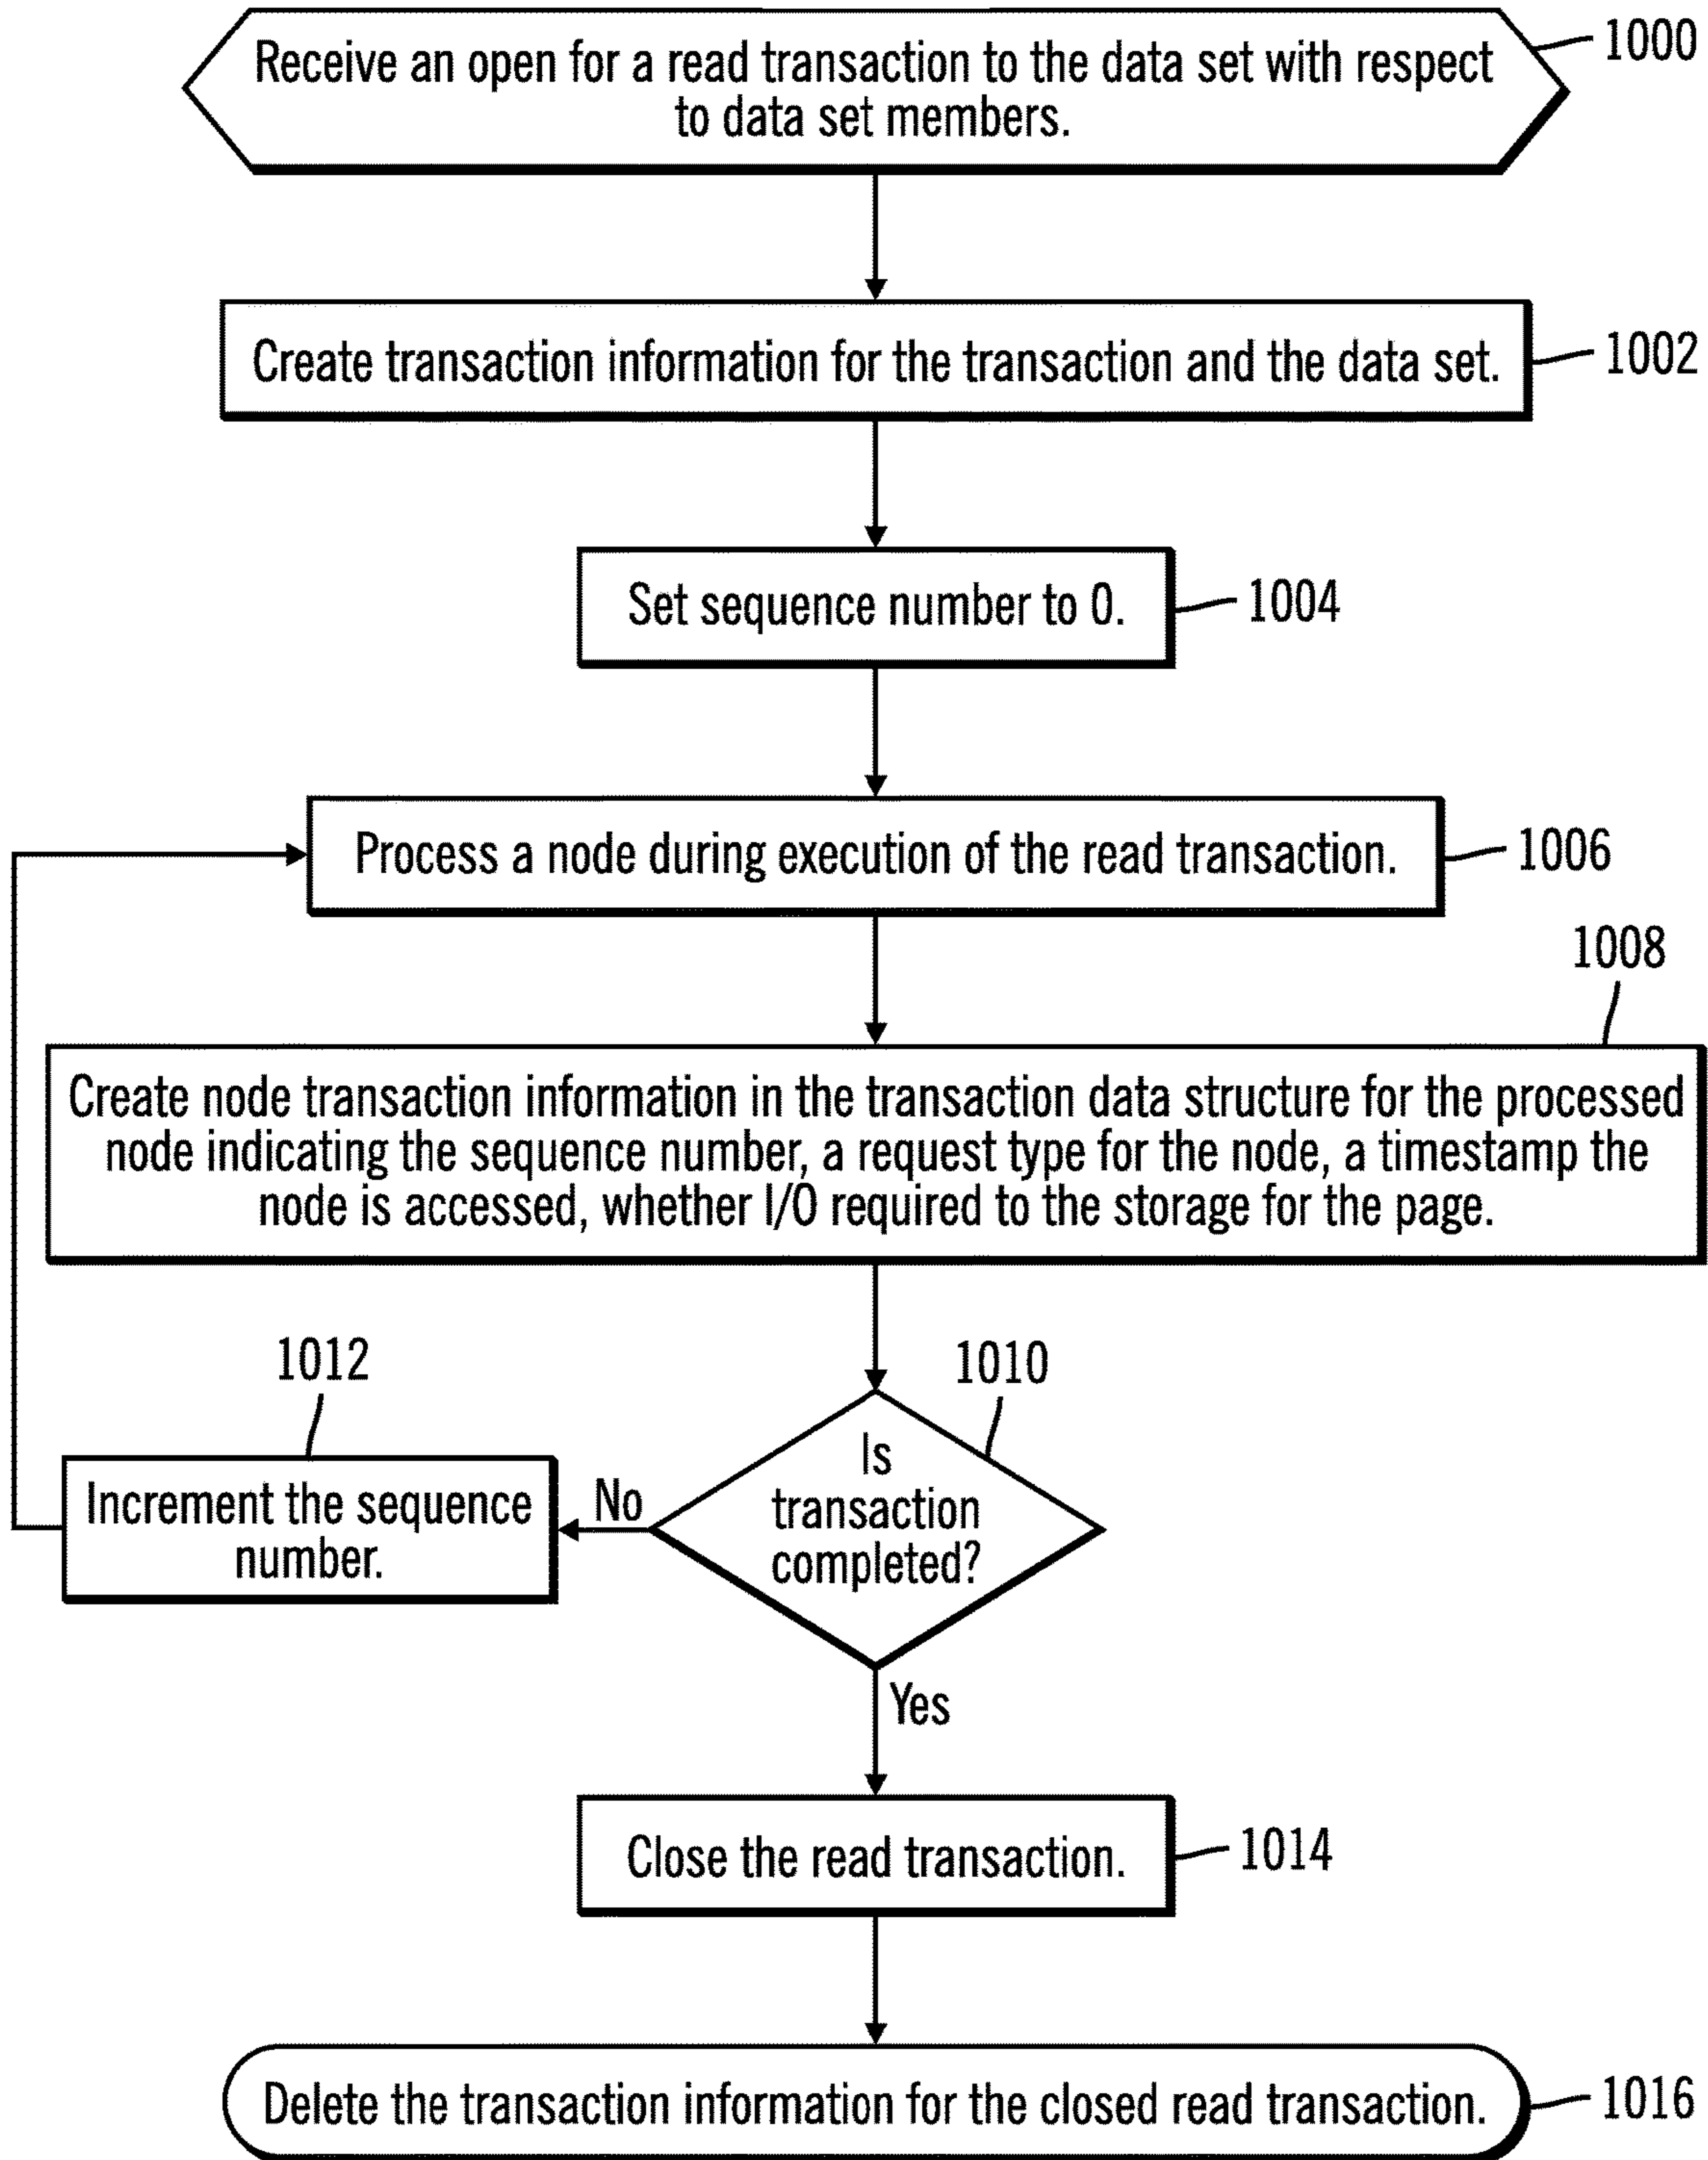 Receive an open for a read transaction to the data set with respect
to data set members.
1000
Create transaction information for the transaction and the data set.
1002
Set sequence number to 0.
1004
Process a node during execution of the read transaction.
1006
1008
Create node transaction information in the transaction data structure for the processed
node indicating the sequence number, a request type for the node, a timestamp the
node is accessed, whether I/O required to the storage for the page.
1012
1010
Increment the sequence
number.
No
Is
transaction
completed?
Yes
Close the read transaction.
1014
Delete the transaction information for the closed read transaction.
1016